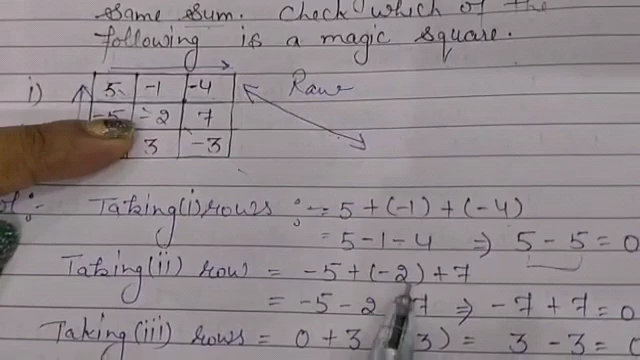 same sum. Check which of the
following is a magic square.
i) 5 -1 -4 Raw
-5 -2 7
3 -3
Taking(i) rows :- = 5 + (-1) + (-4)
= 5 - 1 - 4 ⇒ 5 - 5 = 0
Taking(ii) row = -5 + (-2) + 7
= -5 - 2 7 ⇒ -7 + 7 = 0
Taking(iii) rows = 0 + 3 3) = 3 - 3 =